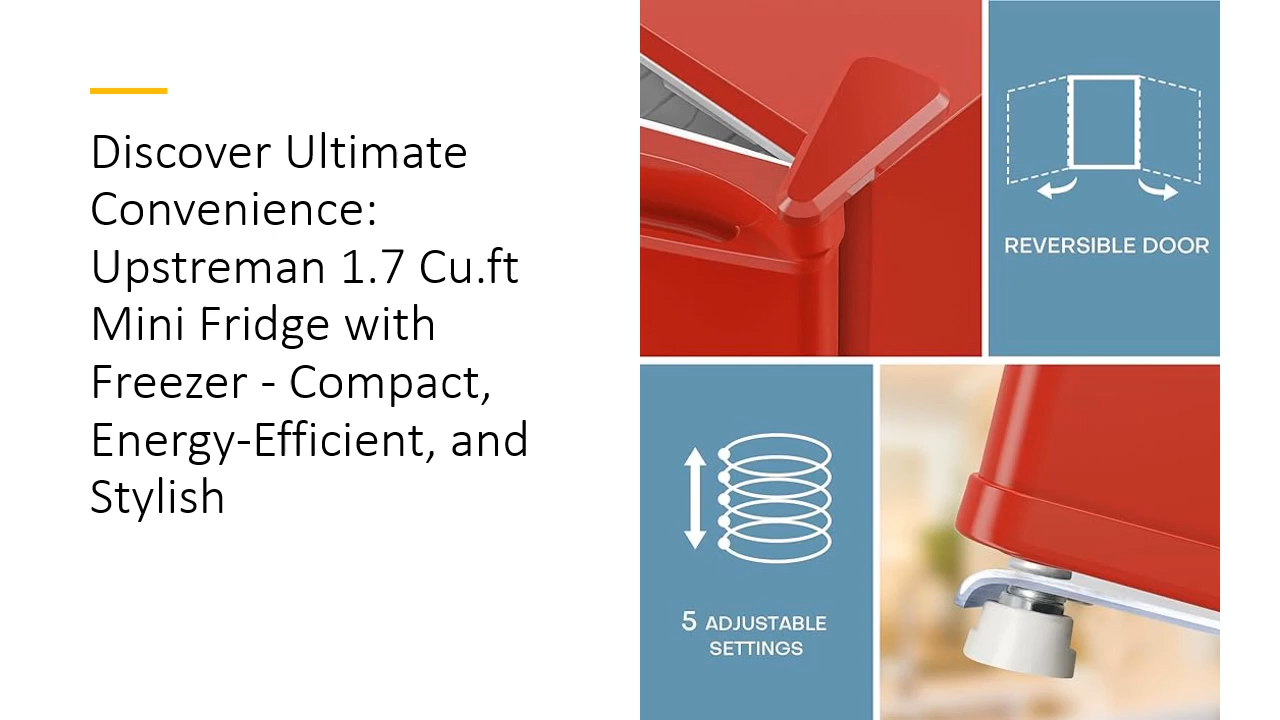 Discover Ultimate
Convenience:
Upstreman 1.7 Cu.ft
Mini Fridge with
Freezer - Compact,
Energy-Efficient, and
Stylish
REVERSIBLE DOOR
5 ADJUSTABLE
SETTINGS